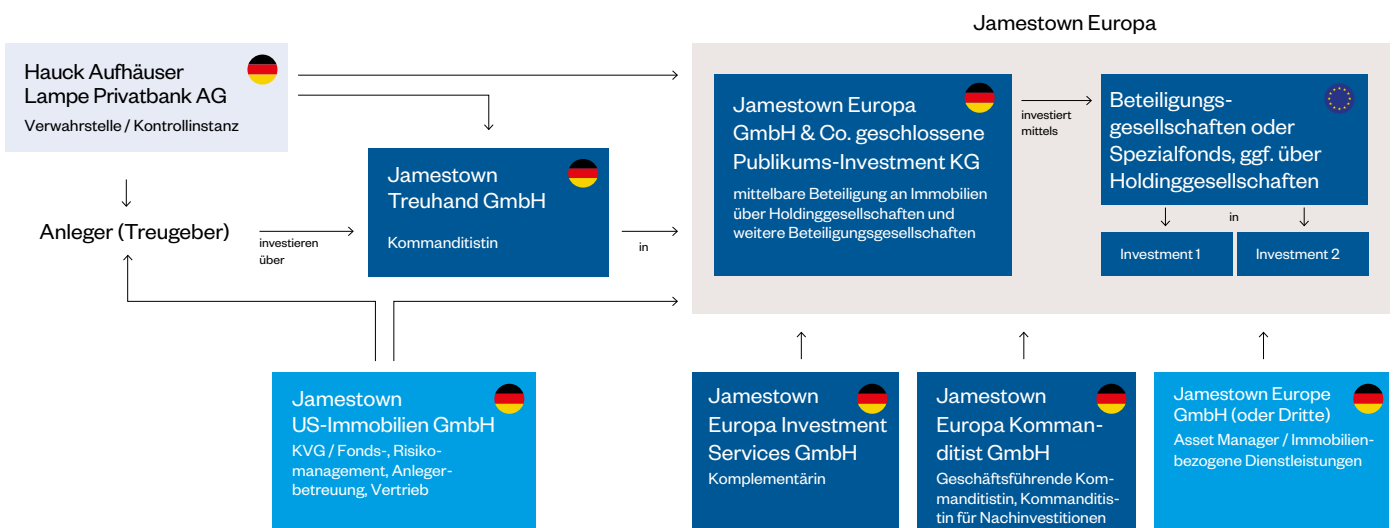 Jamestown Europa
Hauck Aufhäuser
Lampe Privatbank AG
Verwahrstelle / Kontrollinstanz
Anleger (Treugeber)
investieren
über
Jamestown
Treuhand GmbH
Kommanditistin
in
Jamestown Europa
GmbH & Co. geschlossene
Publikums-Investment KG
mittelbare Beteiligung an Immobilien
über Holdinggesellschaften und
weitere Beteiligungsgesellschaften
investiert
mittels
Beteiligungs-
gesellschaften oder
Spezialfonds, ggf. über
Holdinggesellschaften
in
Investment 1
Investment 2
Jamestown
US-Immobilien GmbH
KVG / Fonds-, Risiko-
management, Anleger-
betreuung, Vertrieb
Jamestown
Europa Investment
Services GmbH
Komplementärin
Jamestown
Europa Komman-
ditist GmbH
Geschäftsführende Kom-
manditistin, Kommanditis-
tin für Nachinvestitionen
Jamestown Europe
GmbH (oder Dritte)
Asset Manager / Immobilien-
bezogene Dienstleistungen